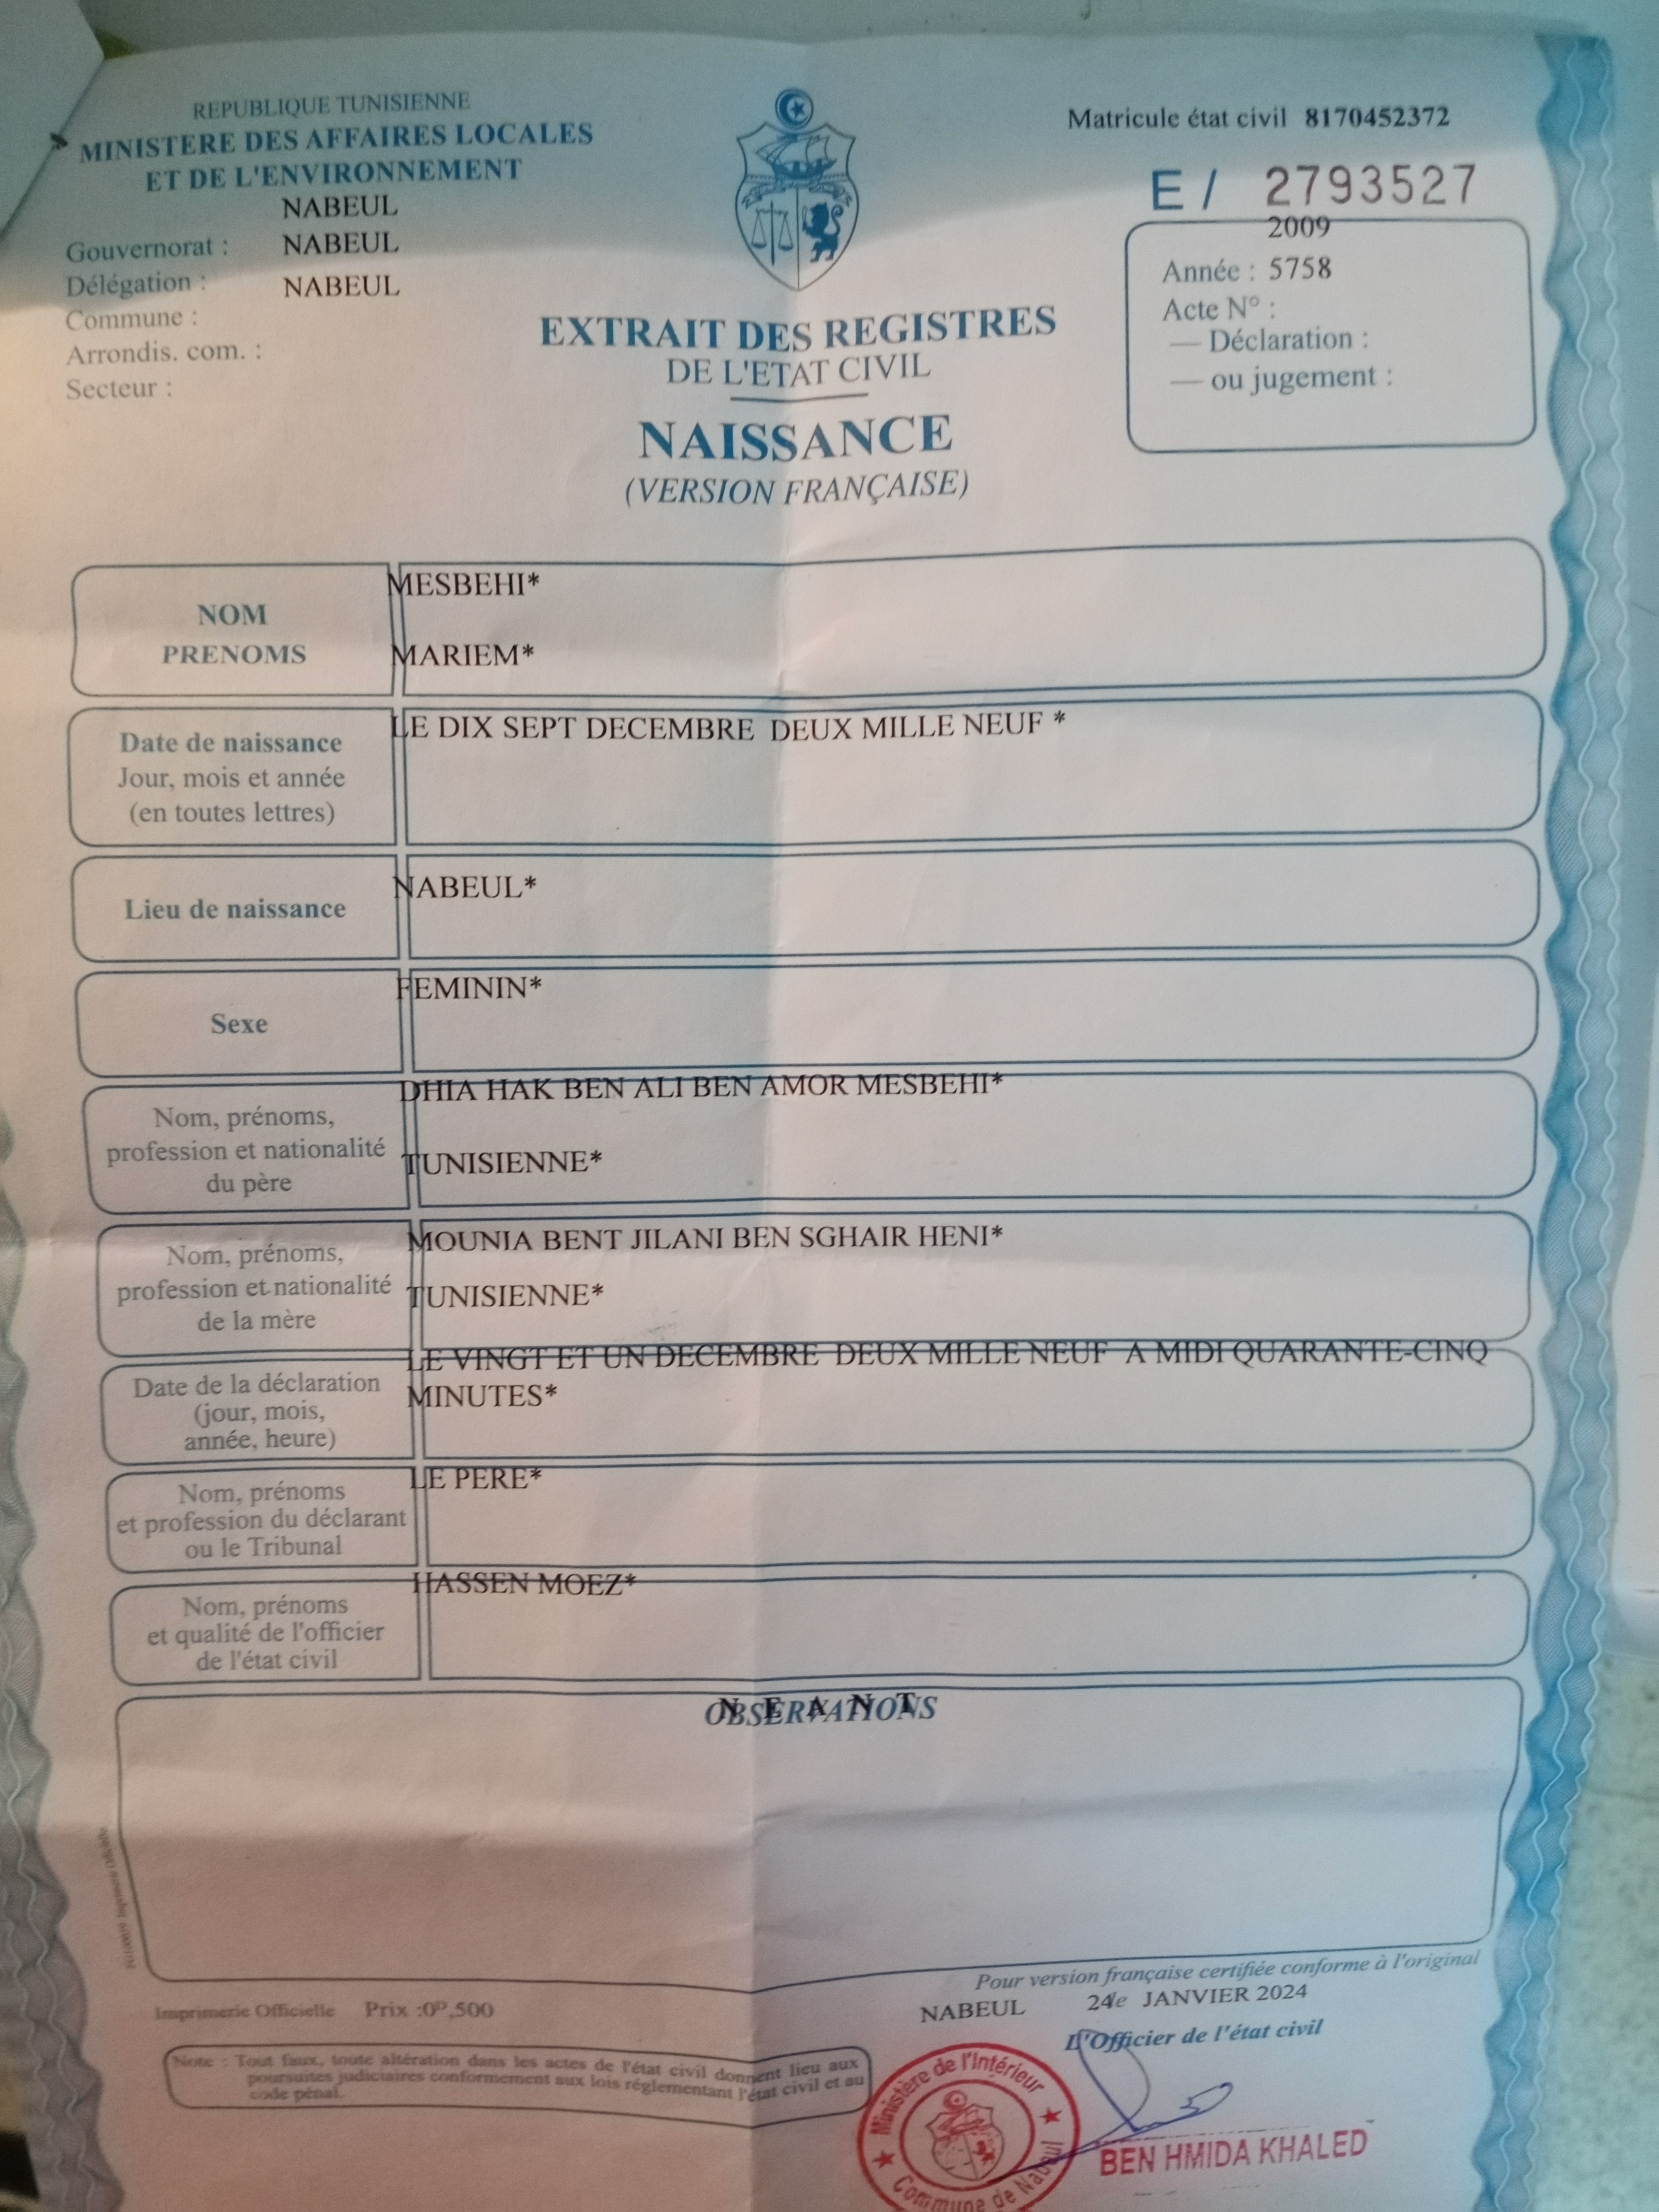 REPUBLIQUE TUNISIENNE
MINISTERE DES AFFAIRES LOCALES
ET DE L'ENVIRONNEMENT
NABEUL
Gouvernorat : NABEUL
Délégation : NABEUL
Commune :
Arrondis. com. :
Secteur :
Matricule état civil 8170452372
E / 2793527
2009
Année : 5758
Acte N° :
— Déclaration :
— ou jugement :
EXTRAIT DES REGISTRES
DE L'ETAT CIVIL
NAISSANCE
(VERSION FRANÇAISE)
NOM
PRENOMS
MESBEHI*
MARIEM*
Date de naissance
Jour, mois et année
(en toutes lettres)
LE DIX SEPT DECEMBRE DEUX MILLE NEUF *
Lieu de naissance
NABEUL*
Sexe
FEMININ*
Nom, prénoms,
profession et nationalité
du père
DHIA HAK BEN ALI BEN AMOR MESBEHI*
TUNISIENNE*
Nom, prénoms,
profession et nationalité
de la mère
MOUNIA BENT JILANI BEN SGHAIR HENI*
TUNISIENNE*
Date de la déclaration
(jour, mois,
année, heure)
LE VINGT ET UN DECEMBRE DEUX MILLE NEUF A MIDI QUARANTE-CINQ
MINUTES*
Nom, prénoms
et profession du déclarant
ou le Tribunal
LE PERE*
Nom, prénoms
et qualité de l'officier
de l'état civil
HASSEN MOEZ*
OBSERVATIONS
N E A N T
Imprimerie Officielle
Pour version française certifiée conforme à l'original
NABEUL 24 le JANVIER 2024
L'Officier de l'état civil
Imprimerie Officielle Prix :0ᴰ,500
Note : Tout faux, toute altération dans les actes de l'état civil donnent lieu aux
poursuites judiciaires conformement aux lois réglementant l'état civil et au
code pénal.
Ministère de l'Intérieur
Commune de Nabeul
BEN HMIDA KHALED